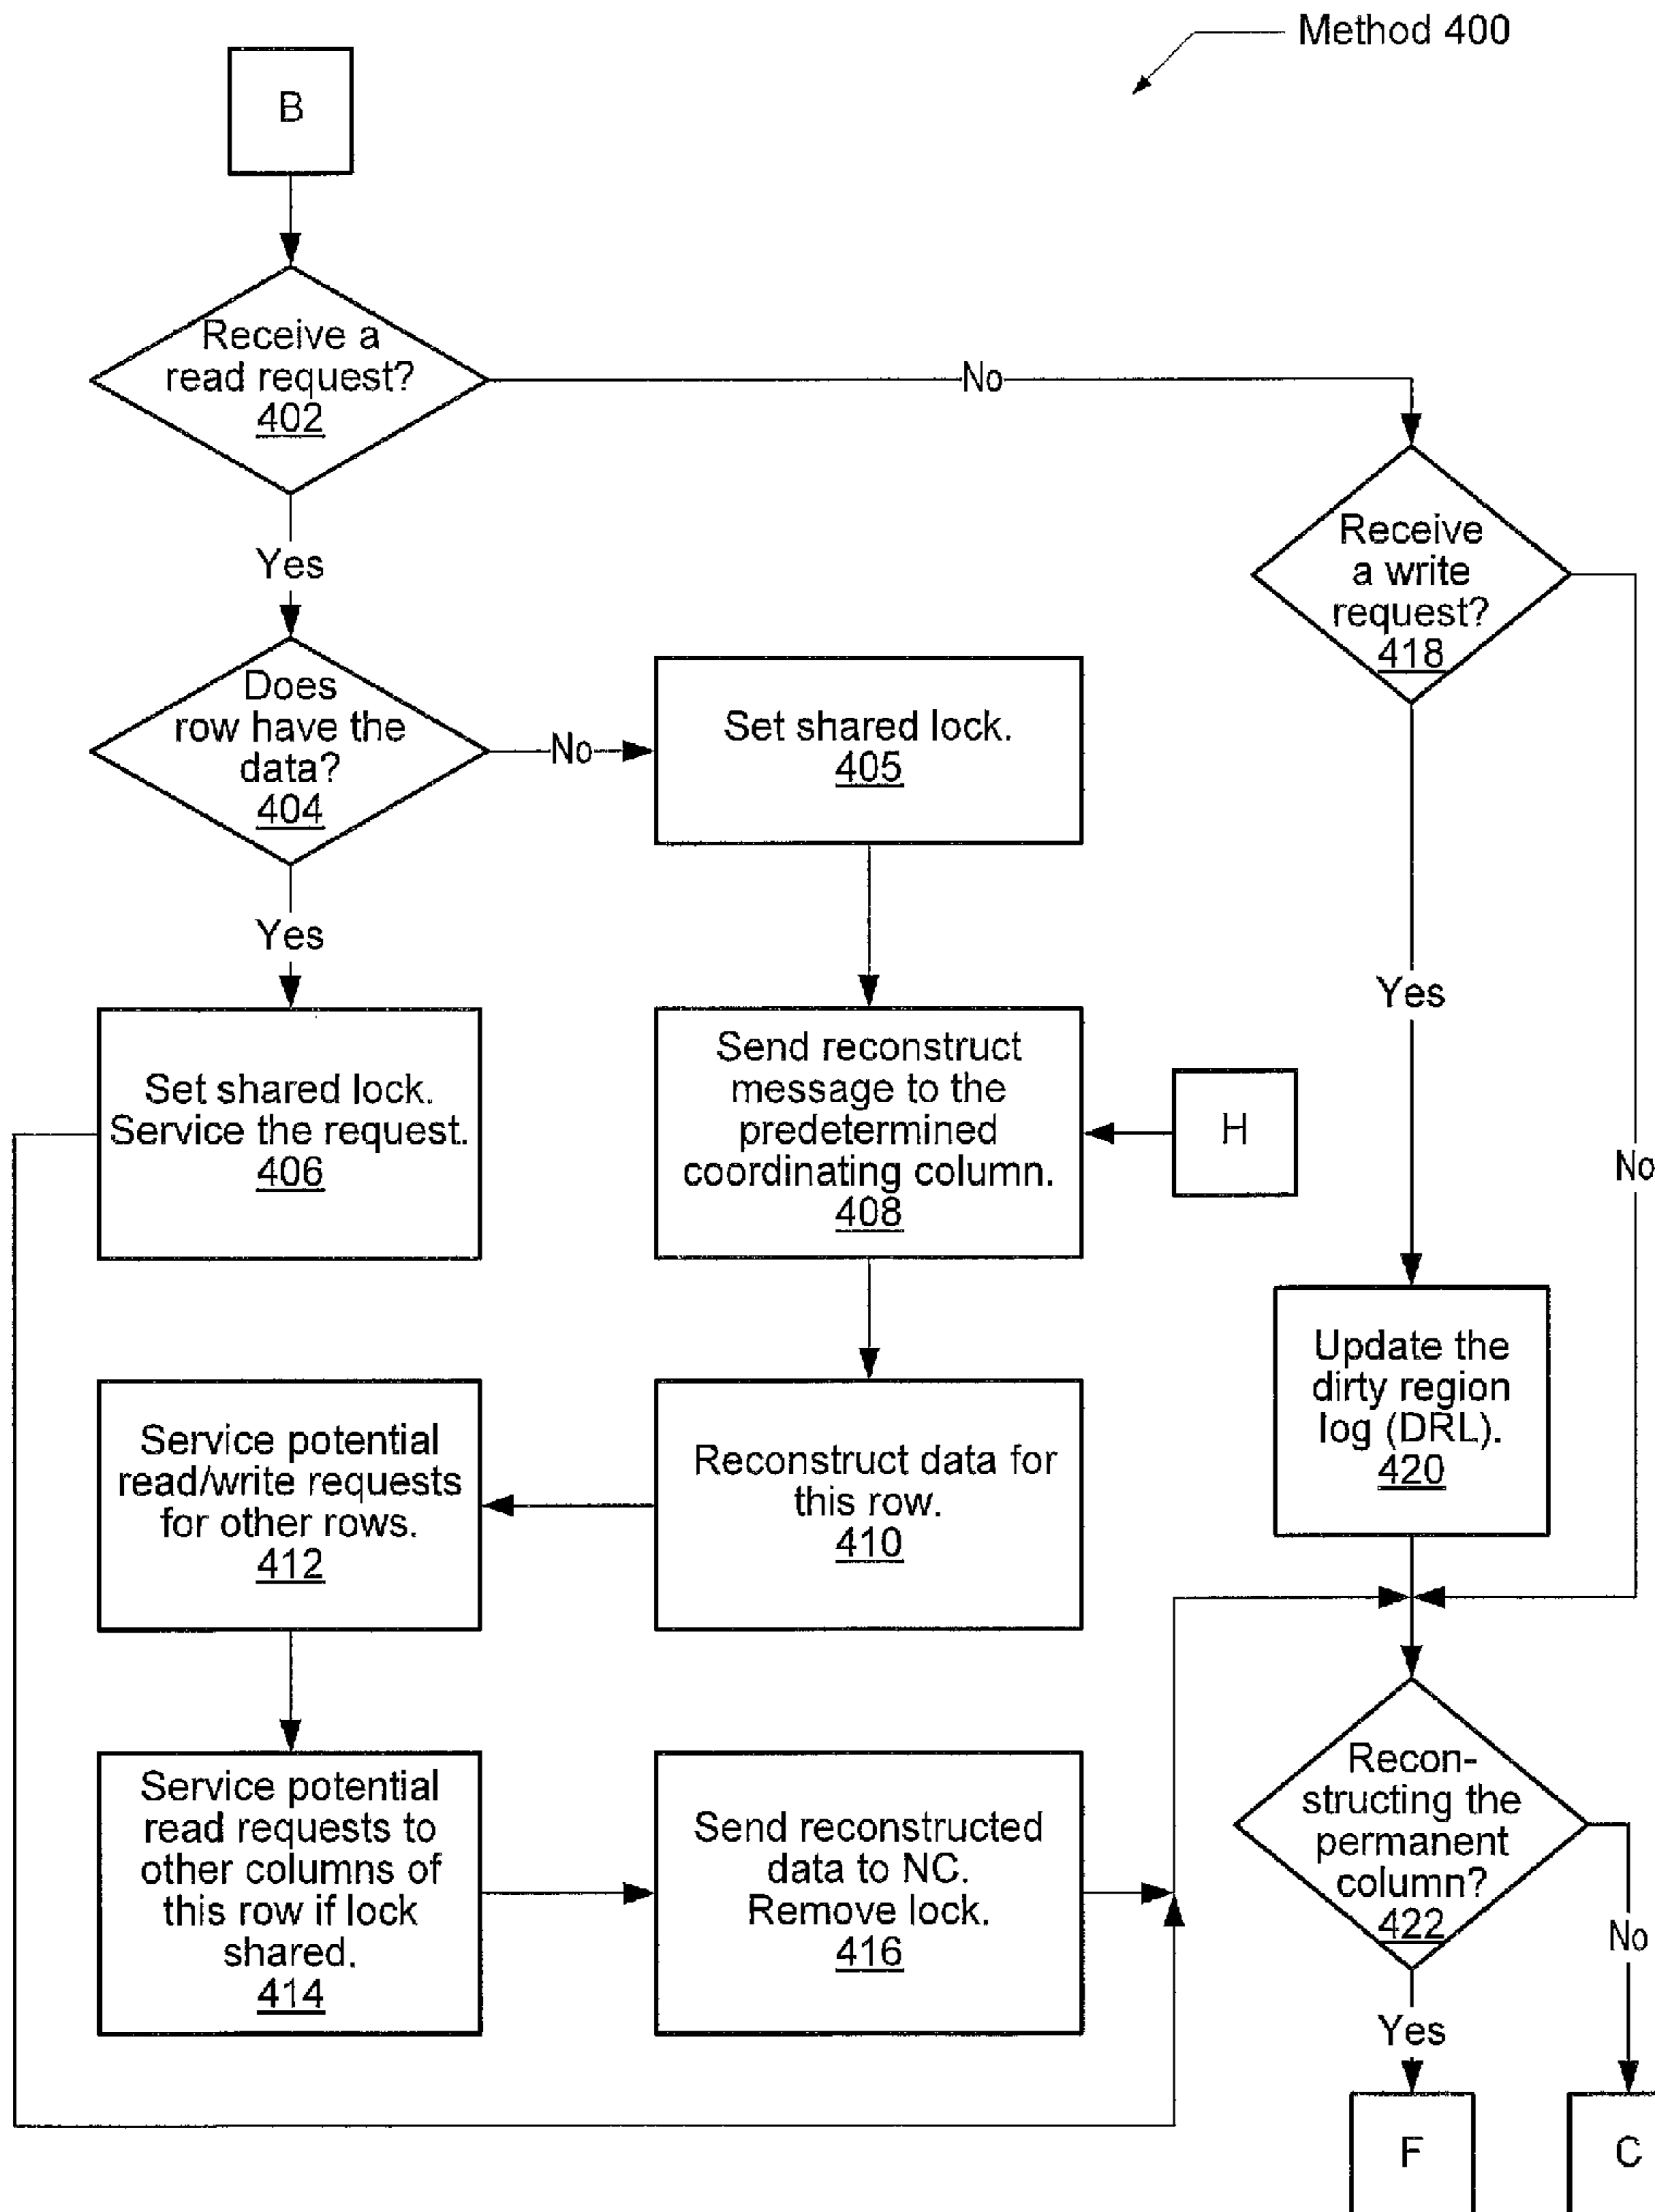 Method 400
B
Receive a
read request?
402
No
Yes
Receive
a write
request?
418
Does
row have the
data?
404
No
Set shared lock.
405
Yes
Yes
No
Set shared lock.
Service the request.
406
Send reconstruct
message to the
predetermined
coordinating column.
408
H
Update the
dirty region
log (DRL).
420
Service potential
read/write requests
for other rows.
412
Reconstruct data for
this row.
410
Service potential
read requests to
other columns of
this row if lock
shared.
414
Send reconstructed
data to NC.
Remove lock.
416
Recon-
structing the
permanent
column?
422
No
Yes
F
C